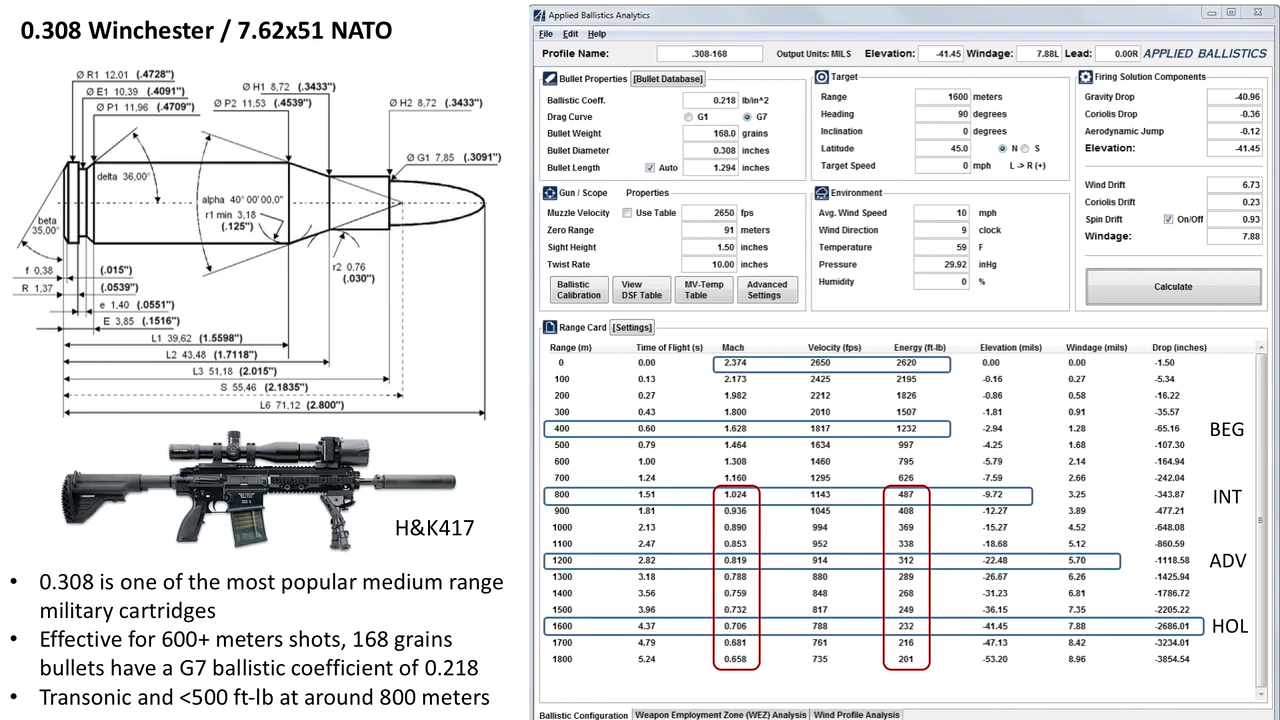 0.308 Winchester / 7.62x51 NATO
Ø R1 12,01 (.4728")
Ø E1 10,39 (.4091")
Ø P1 11,96 (.4709")
Ø H1 8,72 (.3433")
Ø P2 11,53 (.4539")
Ø H2 8,72 (.3433")
Ø G1 7,85 (.3091")
delta 36,00°
alpha 40° 00'00,0"
r1 min 3,18
(.125")
beta
35,00°
r2 0,76
(.030")
f 0,38 (.015")
R 1,37 (.0539")
e 1,40 (.0551")
E 3,85 (.1516")
L1 39,62 (1.5598")
L2 43,48 (1.7118")
L3 51,18 (2.015")
S 55,46 (2.1835")
L6 71,12 (2.800")
H&K417
• 0.308 is one of the most popular medium range
military cartridges
• Effective for 600+ meters shots, 168 grains
bullets have a G7 ballistic coefficient of 0.218
• Transonic and <500 ft-lb at around 800 meters
Applied Ballistics Analytics
File Edit Help
Profile Name: .308-168 Output Units: MILS Elevation: -41.45 Windage: 7.88L Lead: 0.00R APPLIED BALLISTICS
Bullet Properties [Bullet Database]
Ballistic Coeff. 0.218 lb/in^2
Drag Curve G1 G7
Bullet Weight 168.0 grains
Bullet Diameter 0.308 inches
Bullet Length Auto 1.294 inches
Target
Range 1600 meters
Heading 90 degrees
Inclination 0 degrees
Latitude 45.0 N S
Target Speed 0 mph L -> R (+)
Firing Solution Components
Gravity Drop -40.96
Coriolis Drop -0.36
Aerodynamic Jump -0.12
Elevation: -41.45
Wind Drift 6.73
Coriolis Drift 0.23
Spin Drift On/Off 0.93
Windage: 7.88
Calculate
Gun / Scope Properties
Muzzle Velocity Use Table 2650 fps
Zero Range 91 meters
Sight Height 1.50 inches
Twist Rate 10.00 inches
Ballistic Calibration
View DSF Table
MV-Temp Table
Advanced Settings
Environment
Avg. Wind Speed 10 mph
Wind Direction 9 clock
Temperature 59 F
Pressure 29.92 inHg
Humidity 0 %
Range Card [Settings]
Range (m) Time of Flight (s) Mach Velocity (fps) Energy (ft-lb) Elevation (mils) Windage (mils) Drop (inches)
0 0.00 2.374 2650 2620 0.00 0.00 -1.50
100 0.13 2.173 2425 2195 -0.16 0.27 -5.34
200 0.27 1.982 2212 1826 -0.86 0.58 -16.22
300 0.43 1.800 2010 1507 -1.81 0.91 -35.57
400 0.60 1.628 1817 1232 -2.94 1.28 -65.16 BEG
500 0.79 1.464 1634 997 -4.25 1.68 -107.30
600 1.00 1.308 1460 795 -5.79 2.14 -164.94
700 1.24 1.160 1295 626 -7.59 2.66 -242.04
800 1.51 1.024 1143 487 -9.72 3.25 -343.87 INT
900 1.81 0.936 1045 408 -12.27 3.89 -477.21
1000 2.13 0.890 994 369 -15.27 4.52 -648.08
1100 2.47 0.853 952 338 -18.68 5.12 -860.59
1200 2.82 0.819 914 312 -22.48 5.70 -1118.58 ADV
1300 3.18 0.788 880 289 -26.67 6.26 -1425.94
1400 3.56 0.759 848 268 -31.23 6.81 -1786.72
1500 3.96 0.732 817 249 -36.15 7.35 -2205.22
1600 4.37 0.706 788 232 -41.45 7.88 -2686.01 HOL
1700 4.79 0.681 761 216 -47.13 8.42 -3234.01
1800 5.24 0.658 735 201 -53.20 8.96 -3854.54
Ballistic Configuration Weapon Employment Zone (WEZ) Analysis Wind Profile Analysis